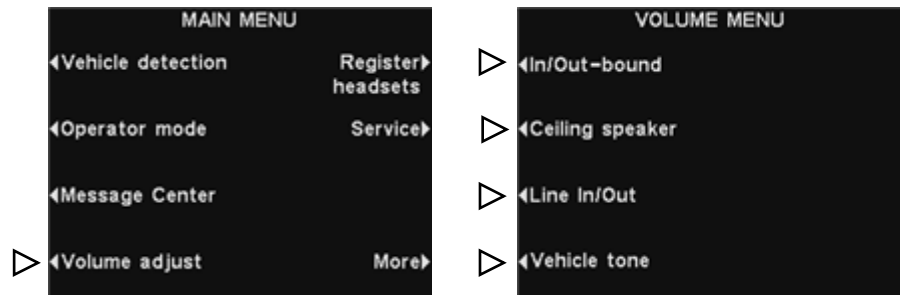 MAIN MENU
Vehicle detection
Register
headsets
Operator mode
Service
Message Center
Volume adjust
More
VOLUME MENU
In/Out-bound
Ceiling speaker
Line In/Out
Vehicle tone